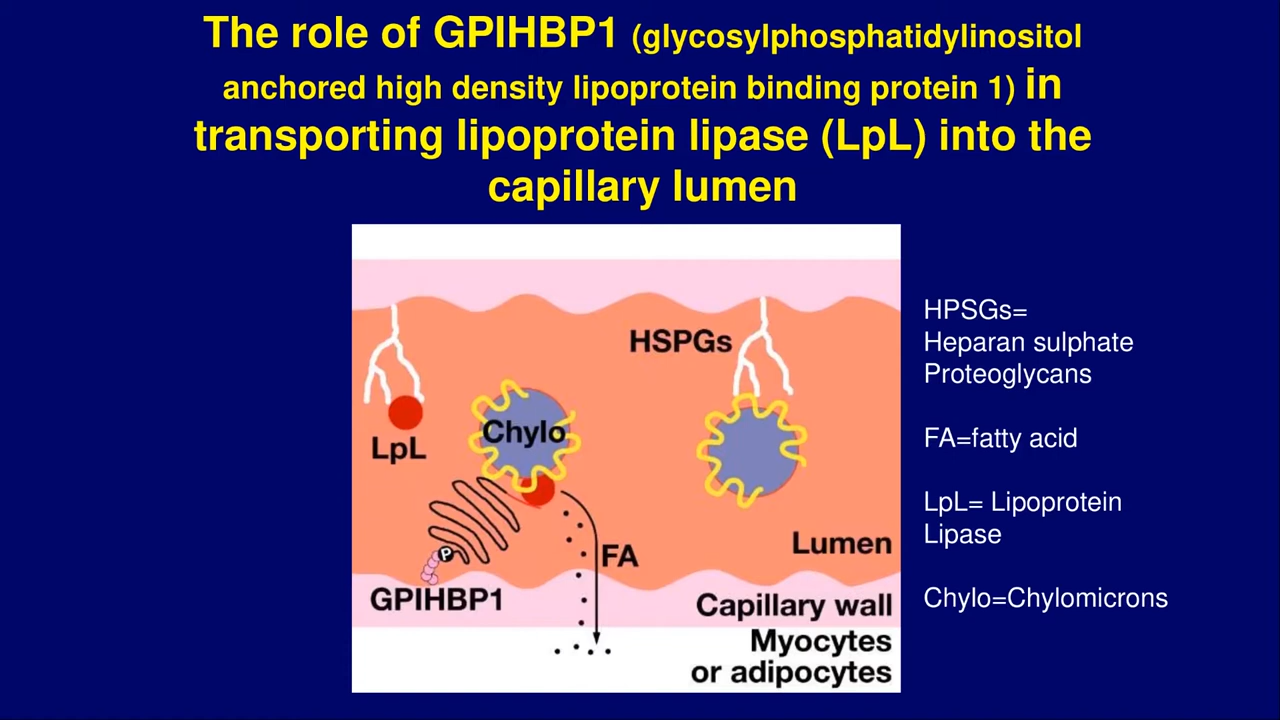 The role of GPIHBP1 (glycosylphosphatidylinositol
anchored high density lipoprotein binding protein 1) in
transporting lipoprotein lipase (LpL) into the
capillary lumen
HSPGs
LpL
Chylo
P
FA
GPIHBP1
Lumen
Capillary wall
Myocytes
or adipocytes
HPSGs=
Heparan sulphate
Proteoglycans
FA=fatty acid
LpL= Lipoprotein
Lipase
Chylo=Chylomicrons